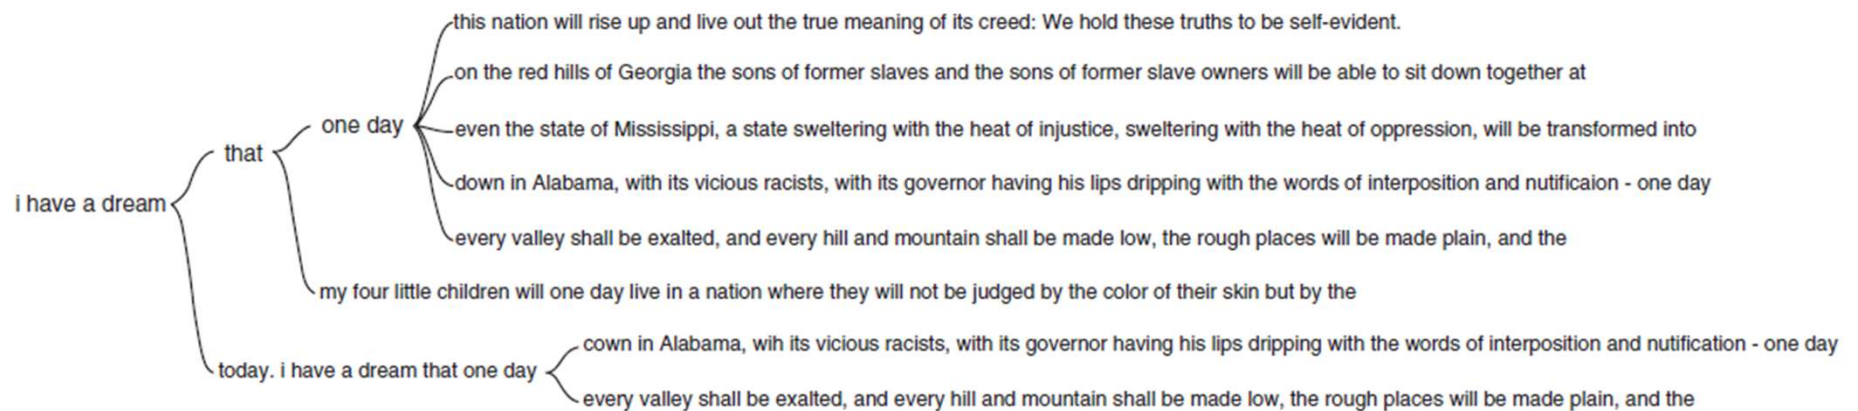 this nation will rise up and live out the true meaning of its creed: We hold these truths to be self-evident.
on the red hills of Georgia the sons of former slaves and the sons of former slave owners will be able to sit down together at
one day
even the state of Mississippi, a state sweltering with the heat of injustice, sweltering with the heat of oppression, will be transformed into
that
down in Alabama, with its vicious racists, with its governor having his lips dripping with the words of interposition and nutificaion - one day
i have a dream
every valley shall be exalted, and every hill and mountain shall be made low, the rough places will be made plain, and the
my four little children will one day live in a nation where they will not be judged by the color of their skin but by the
cown in Alabama, wih its vicious racists, with its governor having his lips dripping with the words of interposition and nutification - one day
today. i have a dream that one day
every valley shall be exalted, and every hill and mountain shall be made low, the rough places will be made plain, and the